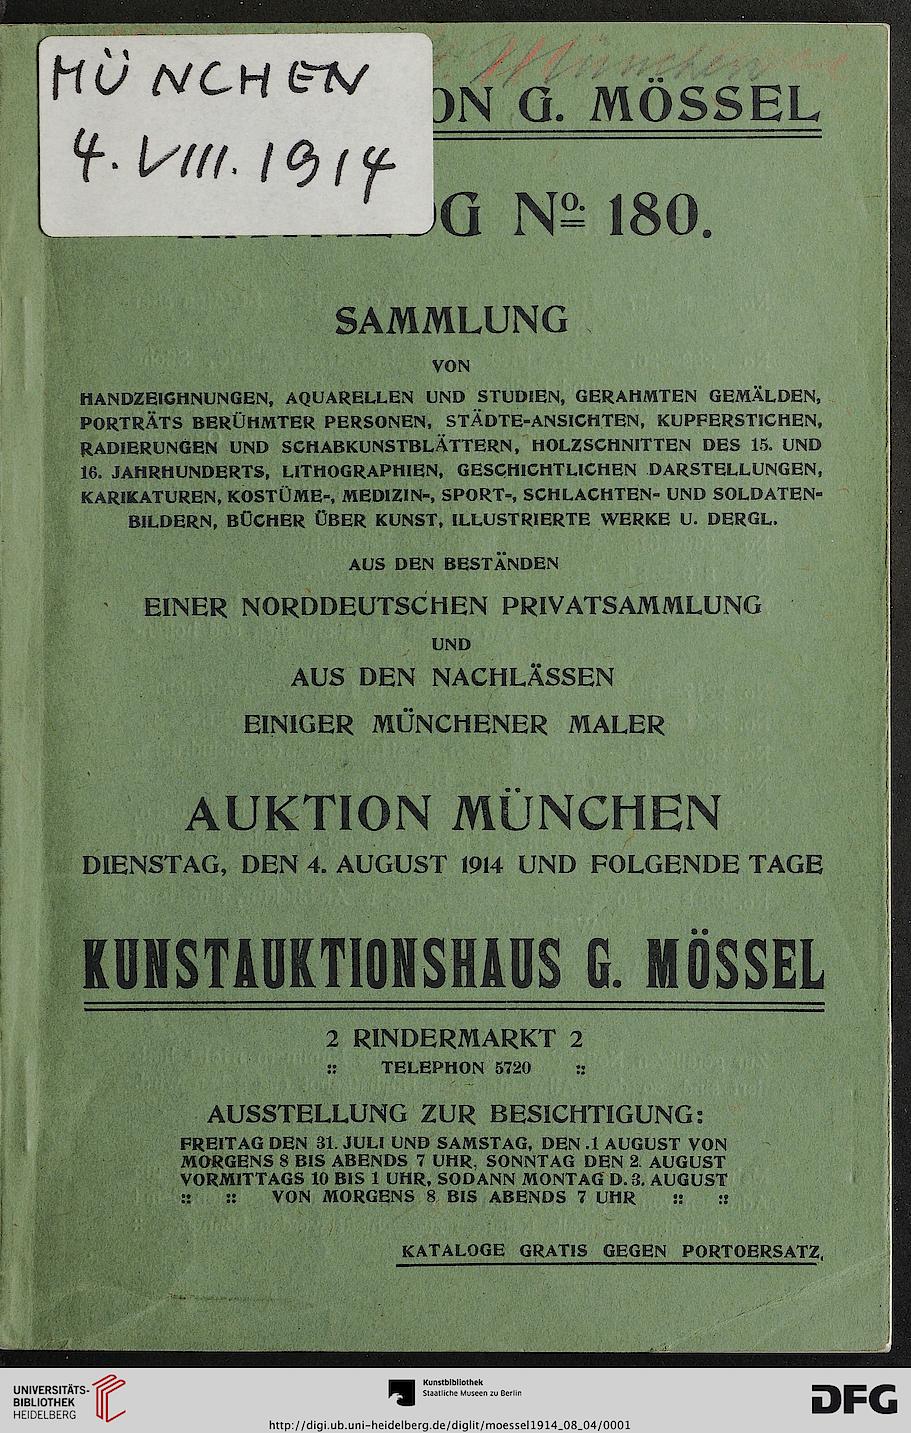 MÜNCHEN
4. VIII. 1914
München
ON G. MÖSSEL
G Nº. 180.
SAMMLUNG
VON
HANDZEICHNUNGEN, AQUARELLEN UND STUDIEN, GERAHMTEN GEMÄLDEN,
PORTRÄTS BERÜHMTER PERSONEN, STÄDTE-ANSICHTEN, KUPFERSTICHEN,
RADIERUNGEN UND SCHABKUNSTBLÄTTERN, HOLZSCHNITTEN DES 15. UND
16. JAHRHUNDERTS, LITHOGRAPHIEN, GESCHICHTLICHEN DARSTELLUNGEN,
KARIKATUREN, KOSTÜME-, MEDIZIN-, SPORT-, SCHLACHTEN- UND SOLDATEN-
BILDERN, BÜCHER ÜBER KUNST, ILLUSTRIERTE WERKE U. DERGL.
AUS DEN BESTÄNDEN
EINER NORDDEUTSCHEN PRIVATSAMMLUNG
UND
AUS DEN NACHLÄSSEN
EINIGER MÜNCHENER MALER
AUKTION MÜNCHEN
DIENSTAG, DEN 4. AUGUST 1914 UND FOLGENDE TAGE
KUNSTAUKTIONSHAUS G. MÖSSEL
2 RINDERMARKT 2
:: TELEPHON 5720 ::
AUSSTELLUNG ZUR BESICHTIGUNG:
FREITAG DEN 31. JULI UND SAMSTAG, DEN .1 AUGUST VON
MORGENS 8 BIS ABENDS 7 UHR, SONNTAG DEN 2. AUGUST
VORMITTAGS 10 BIS 1 UHR, SODANN MONTAG D. 3. AUGUST
:: :: VON MORGENS 8 BIS ABENDS 7 UHR :: ::
KATALOGE GRATIS GEGEN PORTOERSATZ.
UNIVERSITÄTS-
BIBLIOTHEK
HEIDELBERG
Kunstbibliothek
Staatliche Museen zu Berlin
DFG
http://digi.ub.uni-heidelberg.de/diglit/moessel1914_08_04/0001